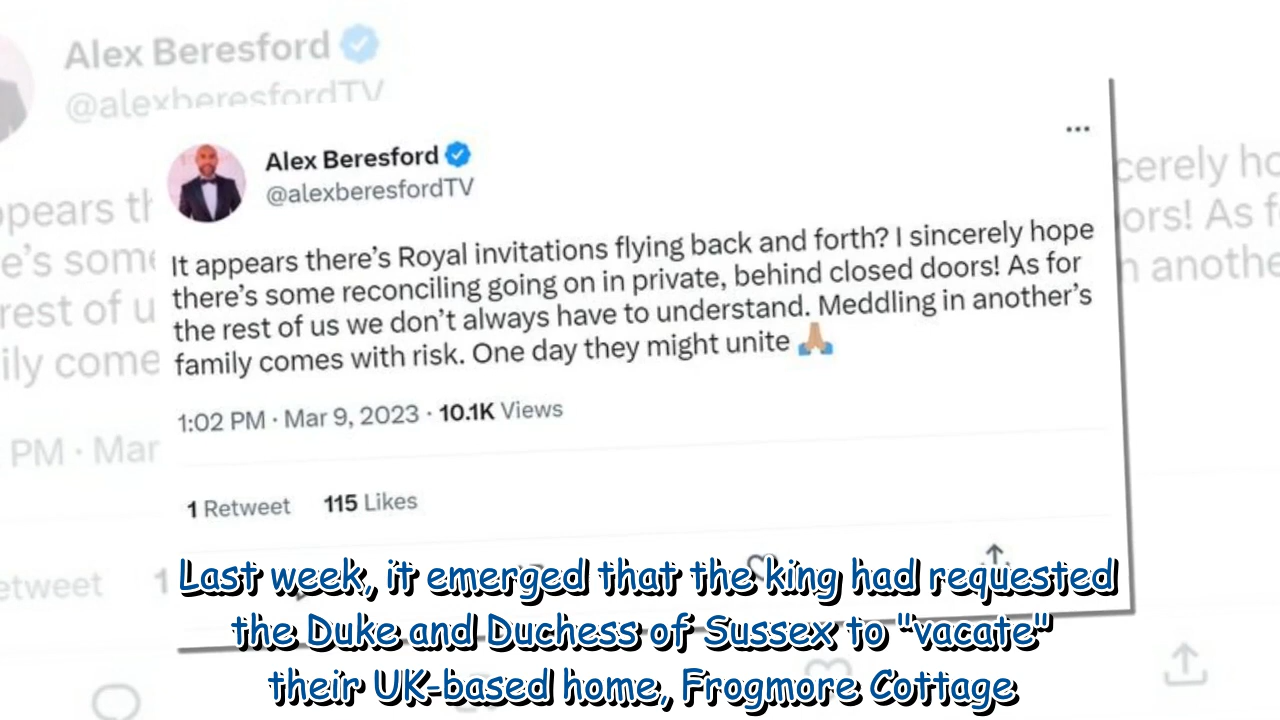 Alex Beresford
@alexberesfordTV
Alex Beresford
@alexberesfordTV
It appears there's Royal invitations flying back and forth? I sincerely hope
there's some reconciling going on in private, behind closed doors! As for
the rest of us we don't always have to understand. Meddling in another's
family comes with risk. One day they might unite 🙏🏼
1:02 PM · Mar 9, 2023 · 10.1K Views
1 Retweet 115 Likes
Last week, it emerged that the king had requested
the Duke and Duchess of Sussex to "vacate"
their UK-based home, Frogmore Cottage